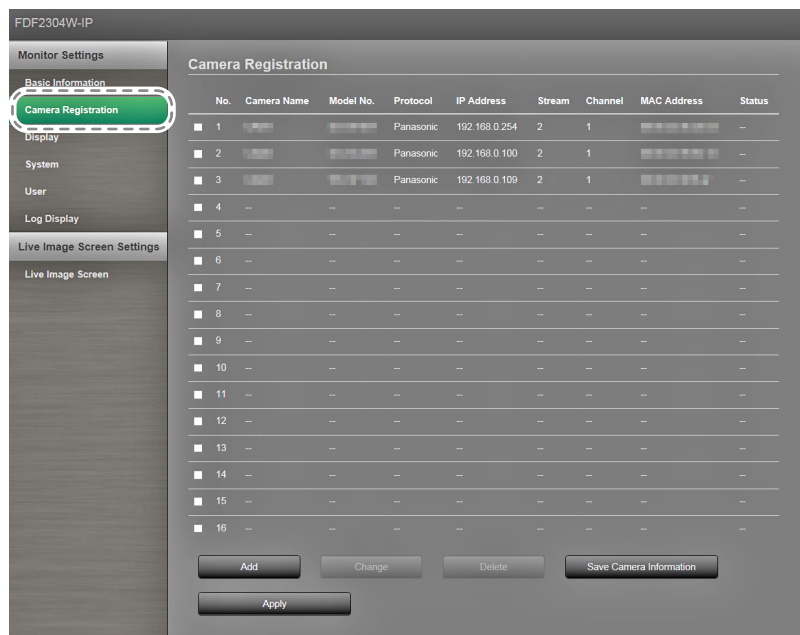 FDF2304W-IP
Monitor Settings
Basic Information
Camera Registration
Display
System
User
Log Display
Live Image Screen Settings
Live Image Screen
Camera Registration
No. Camera Name Model No. Protocol IP Address Stream Channel MAC Address Status
1 Panasonic 192.168.0.254 2 1 --
2 Panasonic 192.168.0.100 2 1 --
3 Panasonic 192.168.0.109 2 1 --
4 -- -- -- -- -- -- -- --
5 -- -- -- -- -- -- -- --
6 -- -- -- -- -- -- -- --
7 -- -- -- -- -- -- -- --
8 -- -- -- -- -- -- -- --
9 -- -- -- -- -- -- -- --
10 -- -- -- -- -- -- -- --
11 -- -- -- -- -- -- -- --
12 -- -- -- -- -- -- -- --
13 -- -- -- -- -- -- -- --
14 -- -- -- -- -- -- -- --
15 -- -- -- -- -- -- -- --
16 -- -- -- -- -- -- -- --
Add Change Delete Save Camera Information
Apply